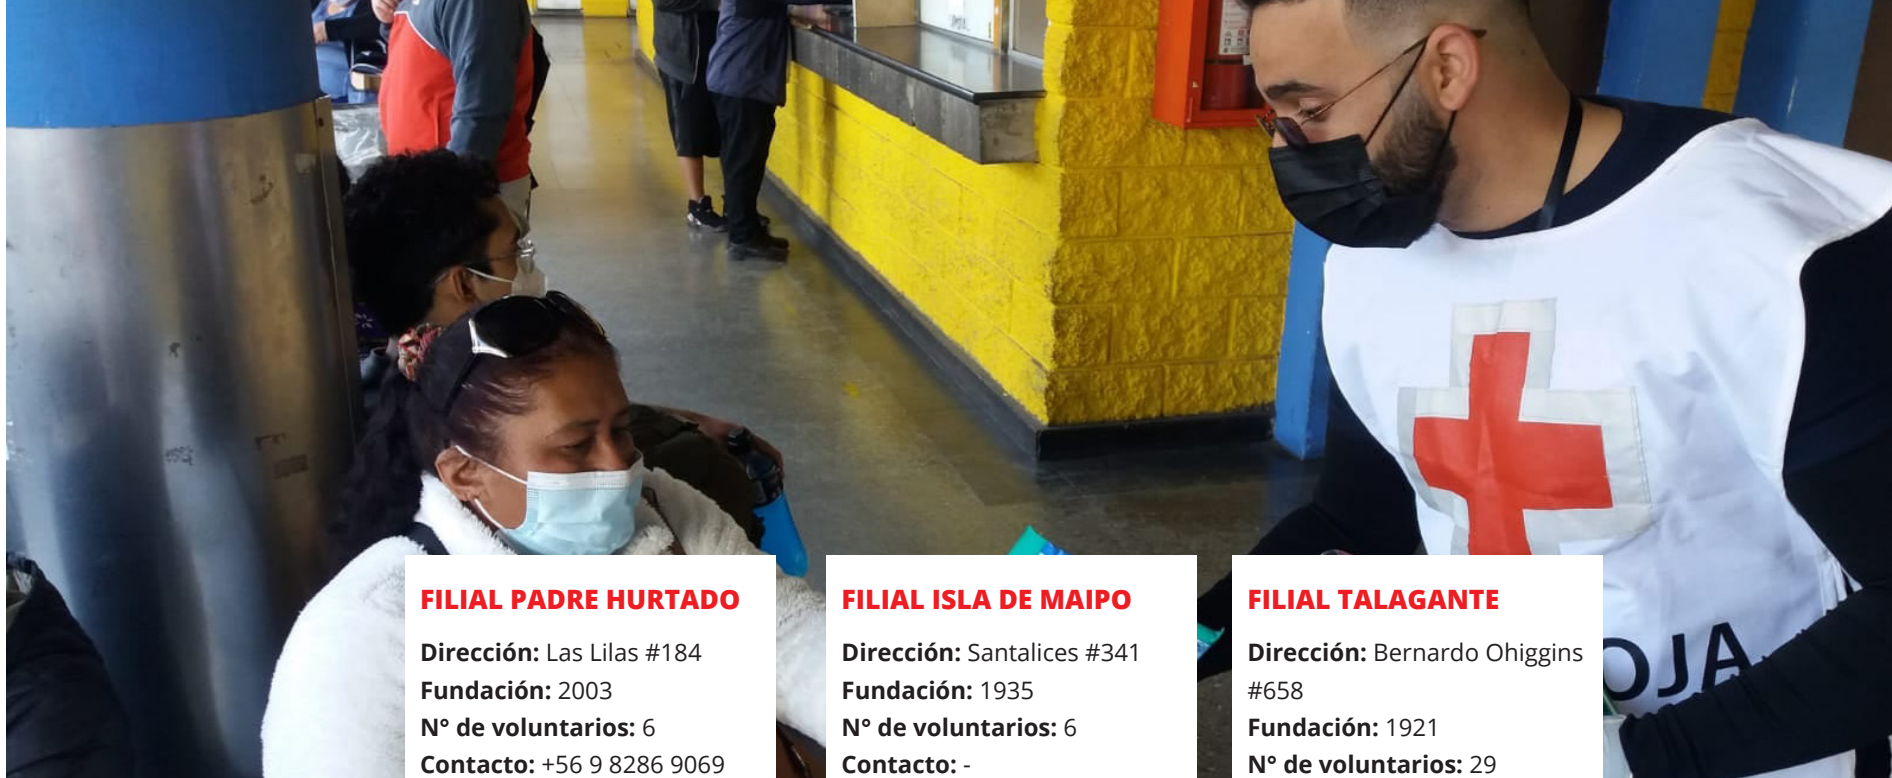 FILIAL PADRE HURTADO
Dirección: Las Lilas #184
Fundación: 2003
N° de voluntarios: 6
Contacto: +56 9 8286 9069
FILIAL ISLA DE MAIPO
Dirección: Santalices #341
Fundación: 1935
N° de voluntarios: 6
Contacto: -
FILIAL TALAGANTE
Dirección: Bernardo Ohiggins
#658
Fundación: 1921
N° de voluntarios: 29
OJA